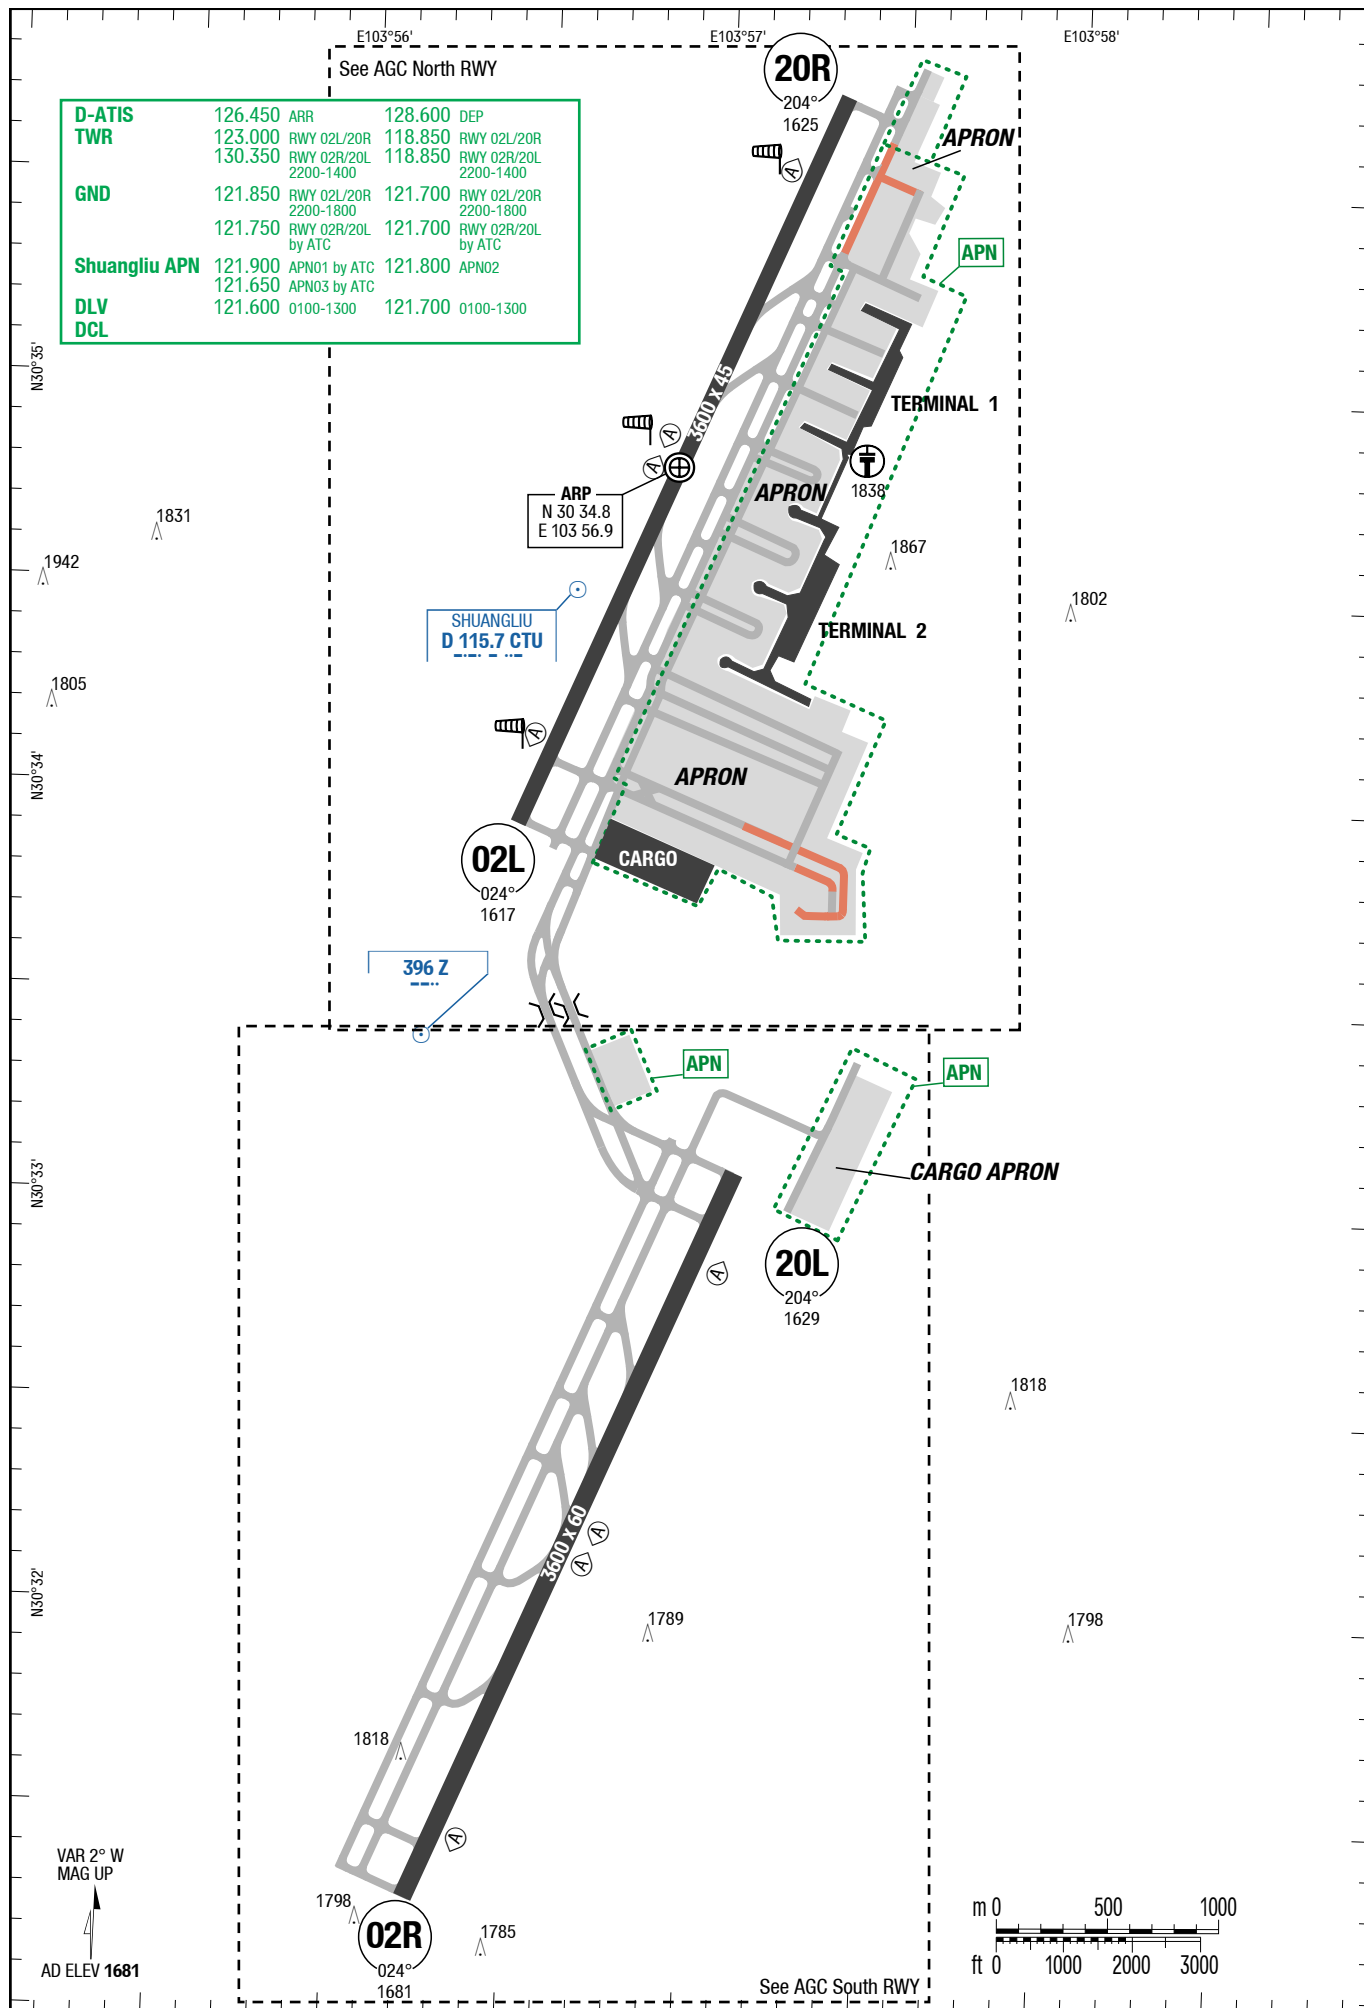 E103°56'
E103°57'
E103°58'
See AGC North RWY
20R
204°
1625
D-ATIS 126.450 ARR 128.600 DEP
TWR 123.000 RWY 02L/20R 118.850 RWY 02L/20R
130.350 RWY 02R/20L 118.850 RWY 02R/20L
2200-1400 2200-1400
GND 121.850 RWY 02L/20R 121.700 RWY 02L/20R
2200-1800 2200-1800
121.750 RWY 02R/20L 121.700 RWY 02R/20L
by ATC by ATC
Shuangliu APN 121.900 APN01 by ATC 121.800 APN02
121.650 APN03 by ATC
DLV 121.600 0100-1300 121.700 0100-1300
DCL
APRON
A
APN
N30°35'
3600 x 45
TERMINAL 1
A
A
1838
APRON
ARP
N 30 34.8
E 103 56.9
1831
1942
1867
1802
SHUANGLIU
D 115.7 CTU
TERMINAL 2
1805
A
N30°34'
APRON
CARGO
02L
024°
1617
396 Z
APN
APN
N30°33'
CARGO APRON
20L
204°
1629
A
1818
3600 x 60
A
A
N30°32'
1789
1798
1818
A
VAR 2° W
MAG UP
1798
02R
024°
1681
1785
AD ELEV 1681
m 0 500 1000
ft 0 1000 2000 3000
See AGC South RWY